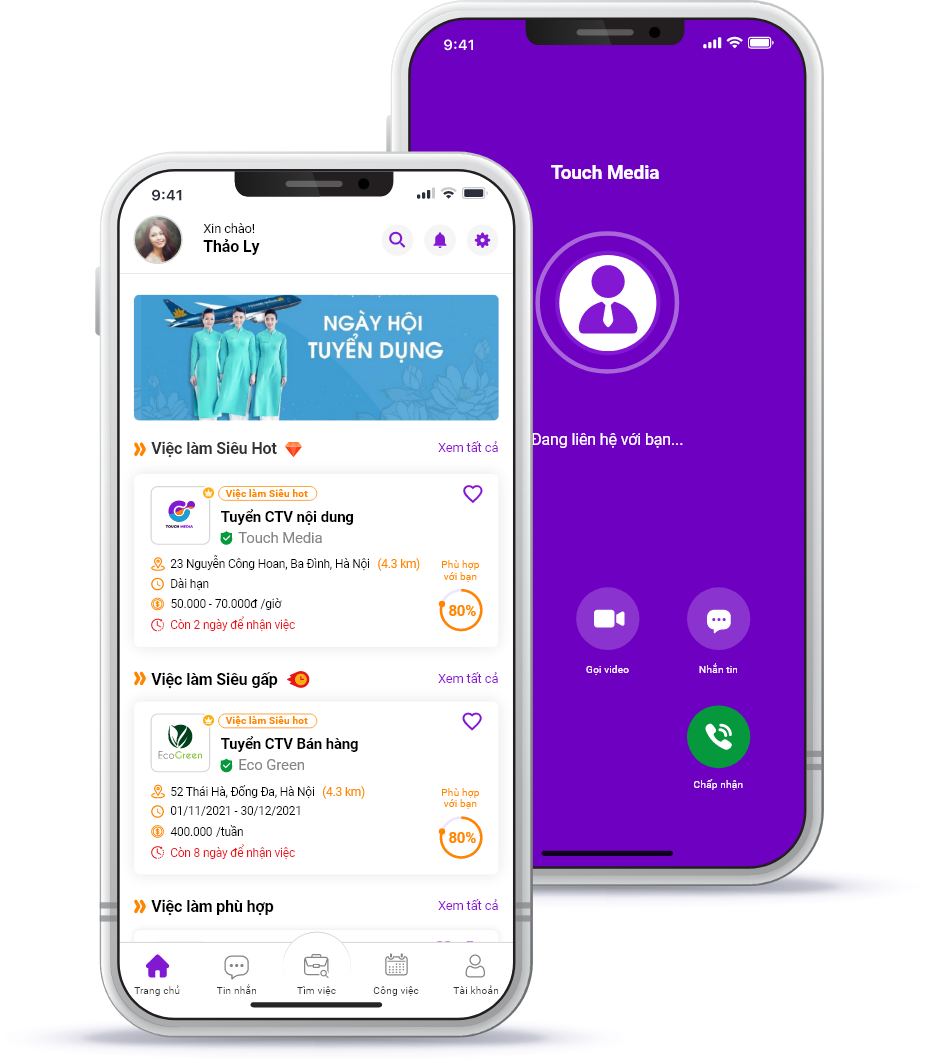 9:41
Touch Media
Đang liên hệ với bạn...
Gọi video
Nhắn tin
Chấp nhận
9:41
Xin chào!
Thảo Ly
NGÀY HỘI
TUYỂN DỤNG
Việc làm Siêu Hot
Xem tất cả
TOUCH MEDIA
Việc làm Siêu hot
Tuyển CTV nội dung
Touch Media
23 Nguyễn Công Hoan, Ba Đình, Hà Nội (4.3 km)
Dài hạn
50.000 - 70.000đ /giờ
Còn 2 ngày để nhận việc
Phù hợp
với bạn
80%
Việc làm Siêu gấp
Xem tất cả
EcoGreen
Việc làm Siêu hot
Tuyển CTV Bán hàng
Eco Green
52 Thái Hà, Đống Đa, Hà Nội (4.3 km)
01/11/2021 - 30/12/2021
400.000 /tuần
Còn 8 ngày để nhận việc
Phù hợp
với bạn
80%
Việc làm phù hợp
Xem tất cả
Trang chủ
Tin nhắn
Tìm việc
Công việc
Tài khoản